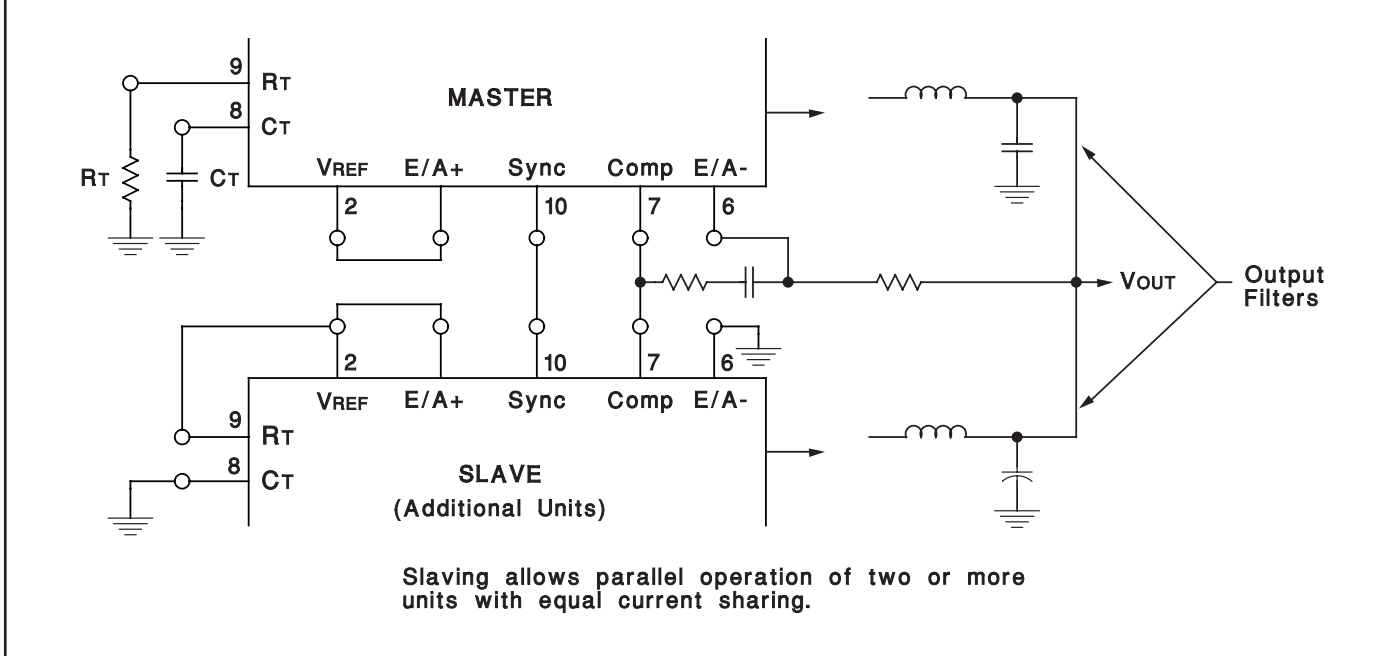 9 RT
MASTER
8 CT
VREF E/A+ Sync Comp E/A-
RT CT
2 10 7 6
VOUT
Output
Filters
2 10 7 6
VREF E/A+ Sync Comp E/A-
9 RT
8 CT
SLAVE
(Additional Units)
Slaving allows parallel operation of two or more
units with equal current sharing.